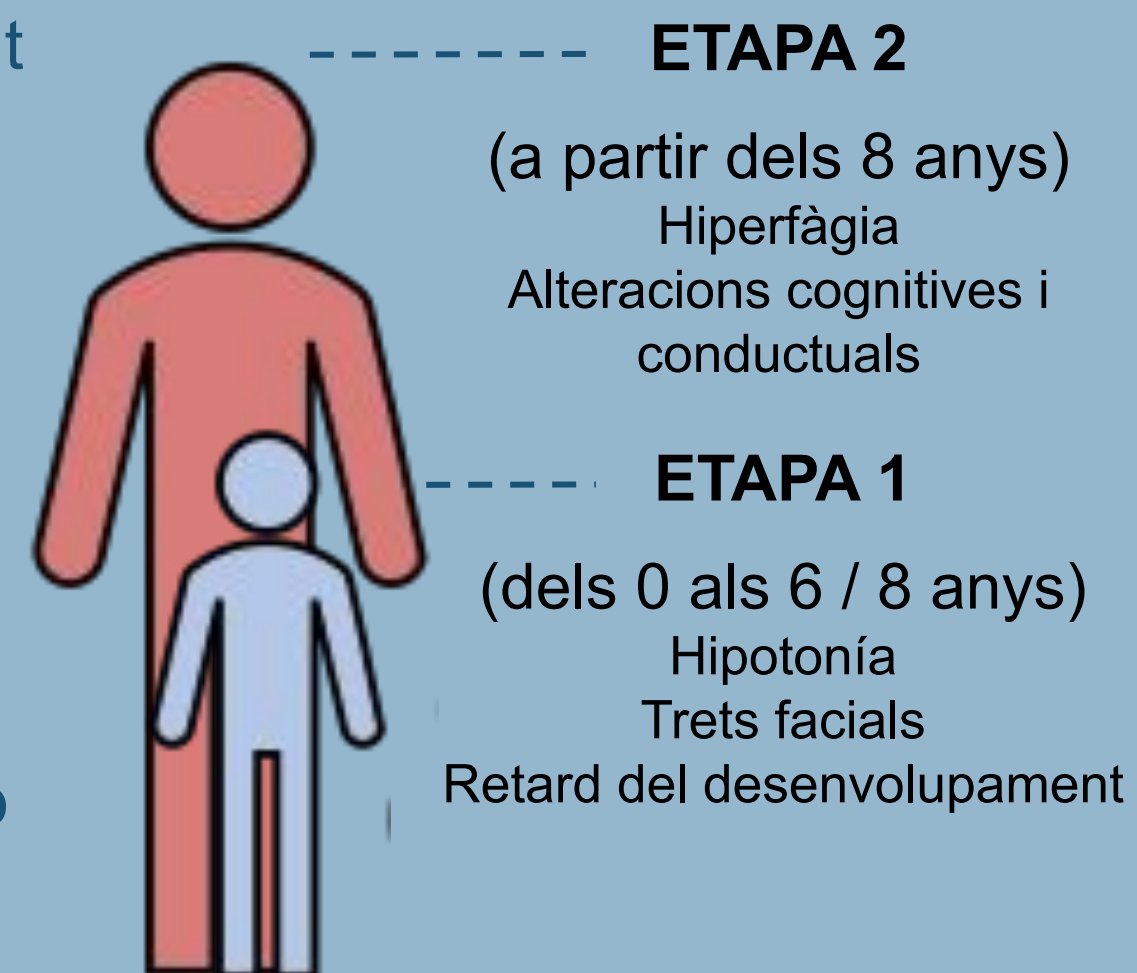 t
ETAPA 2
(a partir dels 8 anys)
Hiperfàgia
Alteracions cognitives i
conductuals
ETAPA 1
(dels 0 als 6 / 8 anys)
Hipotonía
Trets facials
Retard del desenvolupament